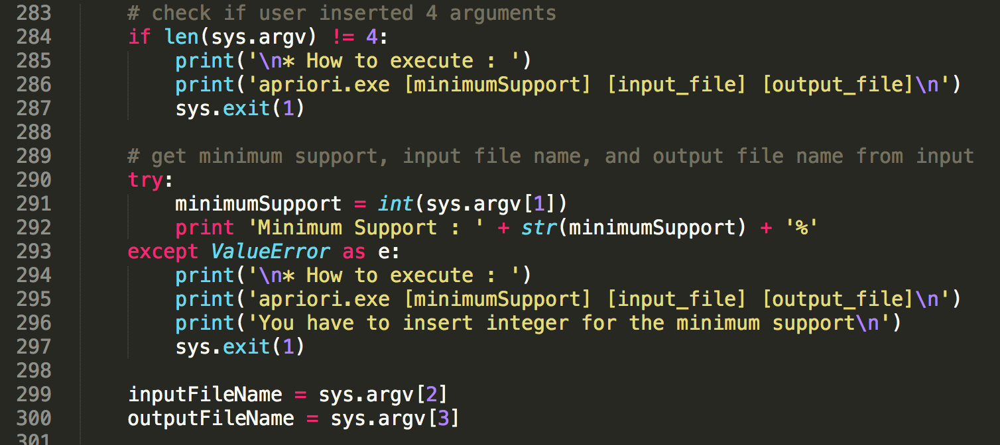 283 # check if user inserted 4 arguments
284 if len(sys.argv) != 4:
285 print('\n* How to execute : ')
286 print('apriori.exe [minimumSupport] [input_file] [output_file]\n')
287 sys.exit(1)
288
289 # get minimum support, input file name, and output file name from input
290 try:
291 minimumSupport = int(sys.argv[1])
292 print 'Minimum Support : ' + str(minimumSupport) + '%'
293 except ValueError as e:
294 print('\n* How to execute : ')
295 print('apriori.exe [minimumSupport] [input_file] [output_file]\n')
296 print('You have to insert integer for the minimum support\n')
297 sys.exit(1)
298
299 inputFileName = sys.argv[2]
300 outputFileName = sys.argv[3]
301